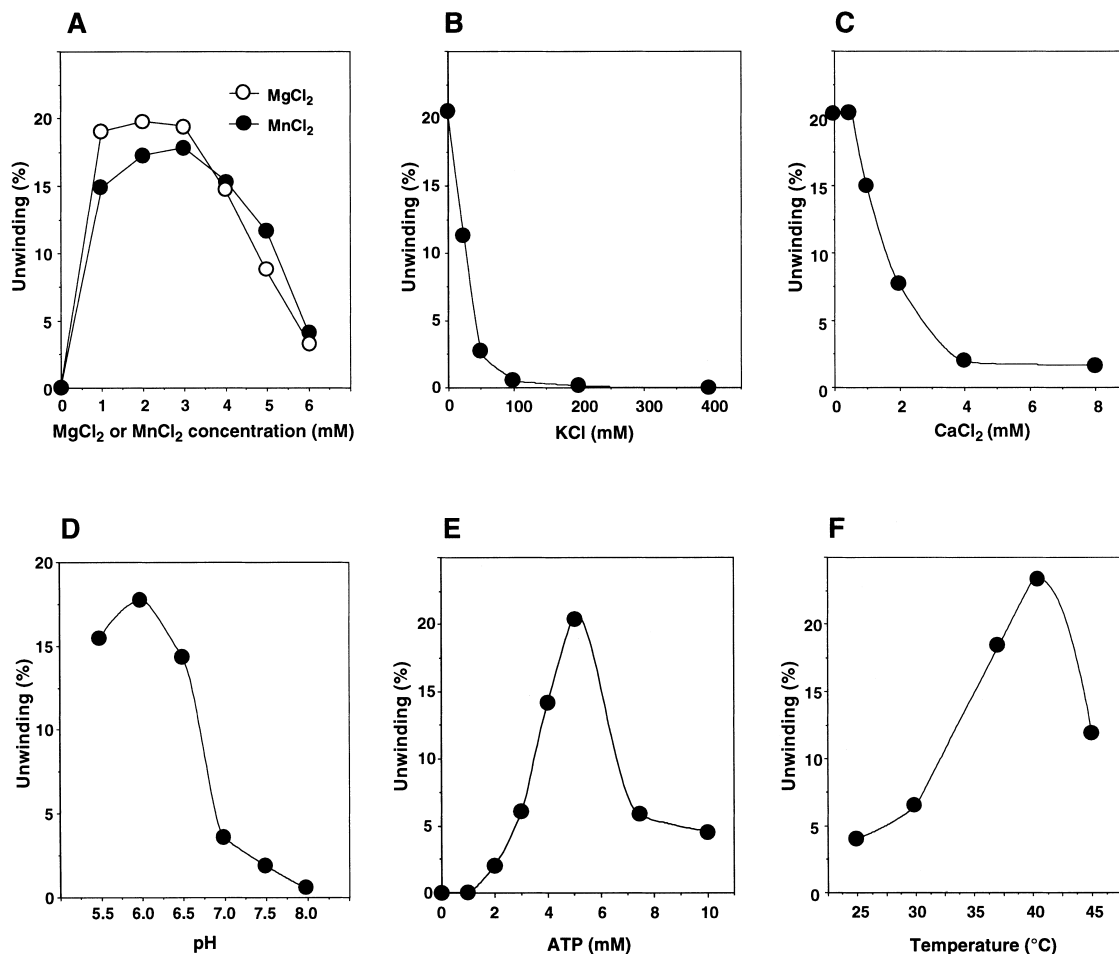 A
B
C
MgCl2
MnCl2
Unwinding (%)
20
15
10
5
0
0 1 2 3 4 5 6
MgCl2 or MnCl2 concentration (mM)
Unwinding (%)
20
15
10
5
0
0 100 200 300 400
KCl (mM)
Unwinding (%)
20
15
10
5
0
0 2 4 6 8
CaCl2 (mM)
D
E
F
Unwinding (%)
20
15
10
5
0
5.5 6.0 6.5 7.0 7.5 8.0
pH
Unwinding (%)
20
15
10
5
0
0 2 4 6 8 10
ATP (mM)
Unwinding (%)
20
15
10
5
0
25 30 35 40 45
Temperature (°C)